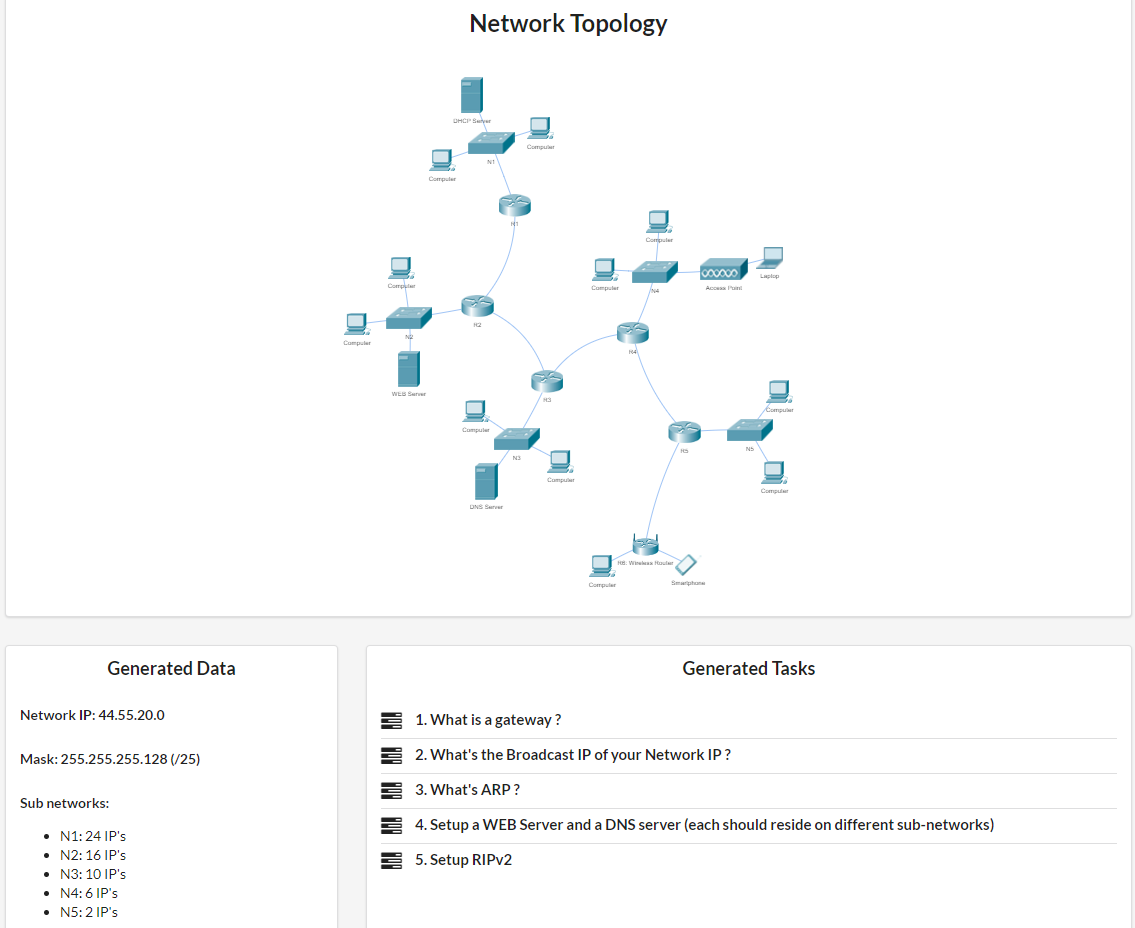 Network Topology
DHCP Server
Computer
N1
Computer
R1
Computer
Computer
Computer
Laptop
Access Point
N4
R2
N2
Computer
R4
WEB Server
R3
Computer
Computer
N5
R5
N3
Computer
Computer
DNS Server
R6: Wireless Router
Smartphone
Computer
Generated Data
Network IP: 44.55.20.0
Mask: 255.255.255.128 (/25)
Sub networks:
N1: 24 IP's
N2: 16 IP's
N3: 10 IP's
N4: 6 IP's
N5: 2 IP's
Generated Tasks
1. What is a gateway ?
2. What's the Broadcast IP of your Network IP ?
3. What's ARP ?
4. Setup a WEB Server and a DNS server (each should reside on different sub-networks)
5. Setup RIPv2